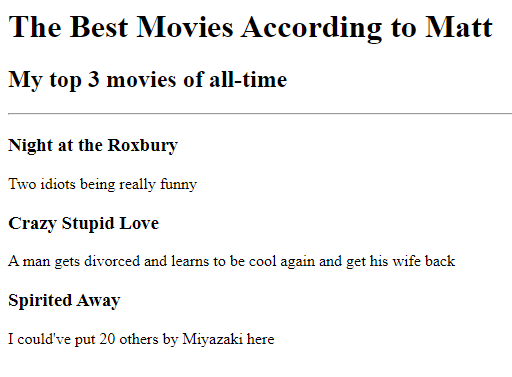 The Best Movies According to Matt
My top 3 movies of all-time
Night at the Roxbury
Two idiots being really funny
Crazy Stupid Love
A man gets divorced and learns to be cool again and get his wife back
Spirited Away
I could've put 20 others by Miyazaki here